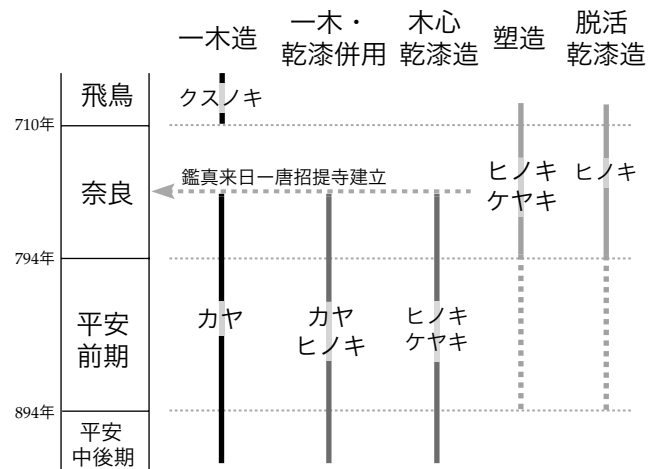 一木造
一木・
乾漆併用
木心
乾漆造
塑造
脱活
乾漆造
飛鳥
クスノキ
710年
奈良
鑑真来日ー唐招提寺建立
ヒノキ
ケヤキ
ヒノキ
794年
平安
前期
カヤ
カヤ
ヒノキ
ヒノキ
ケヤキ
894年
平安
中後期